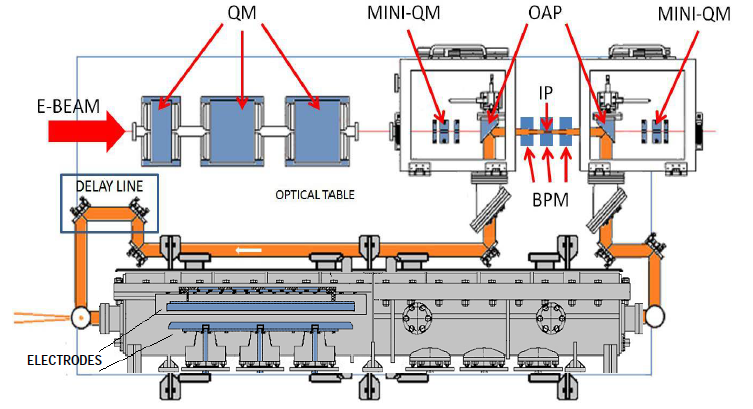 QM
MINI-QM
OAP
MINI-QM
IP
E-BEAM
DELAY LINE
OPTICAL TABLE
BPM
ELECTRODES